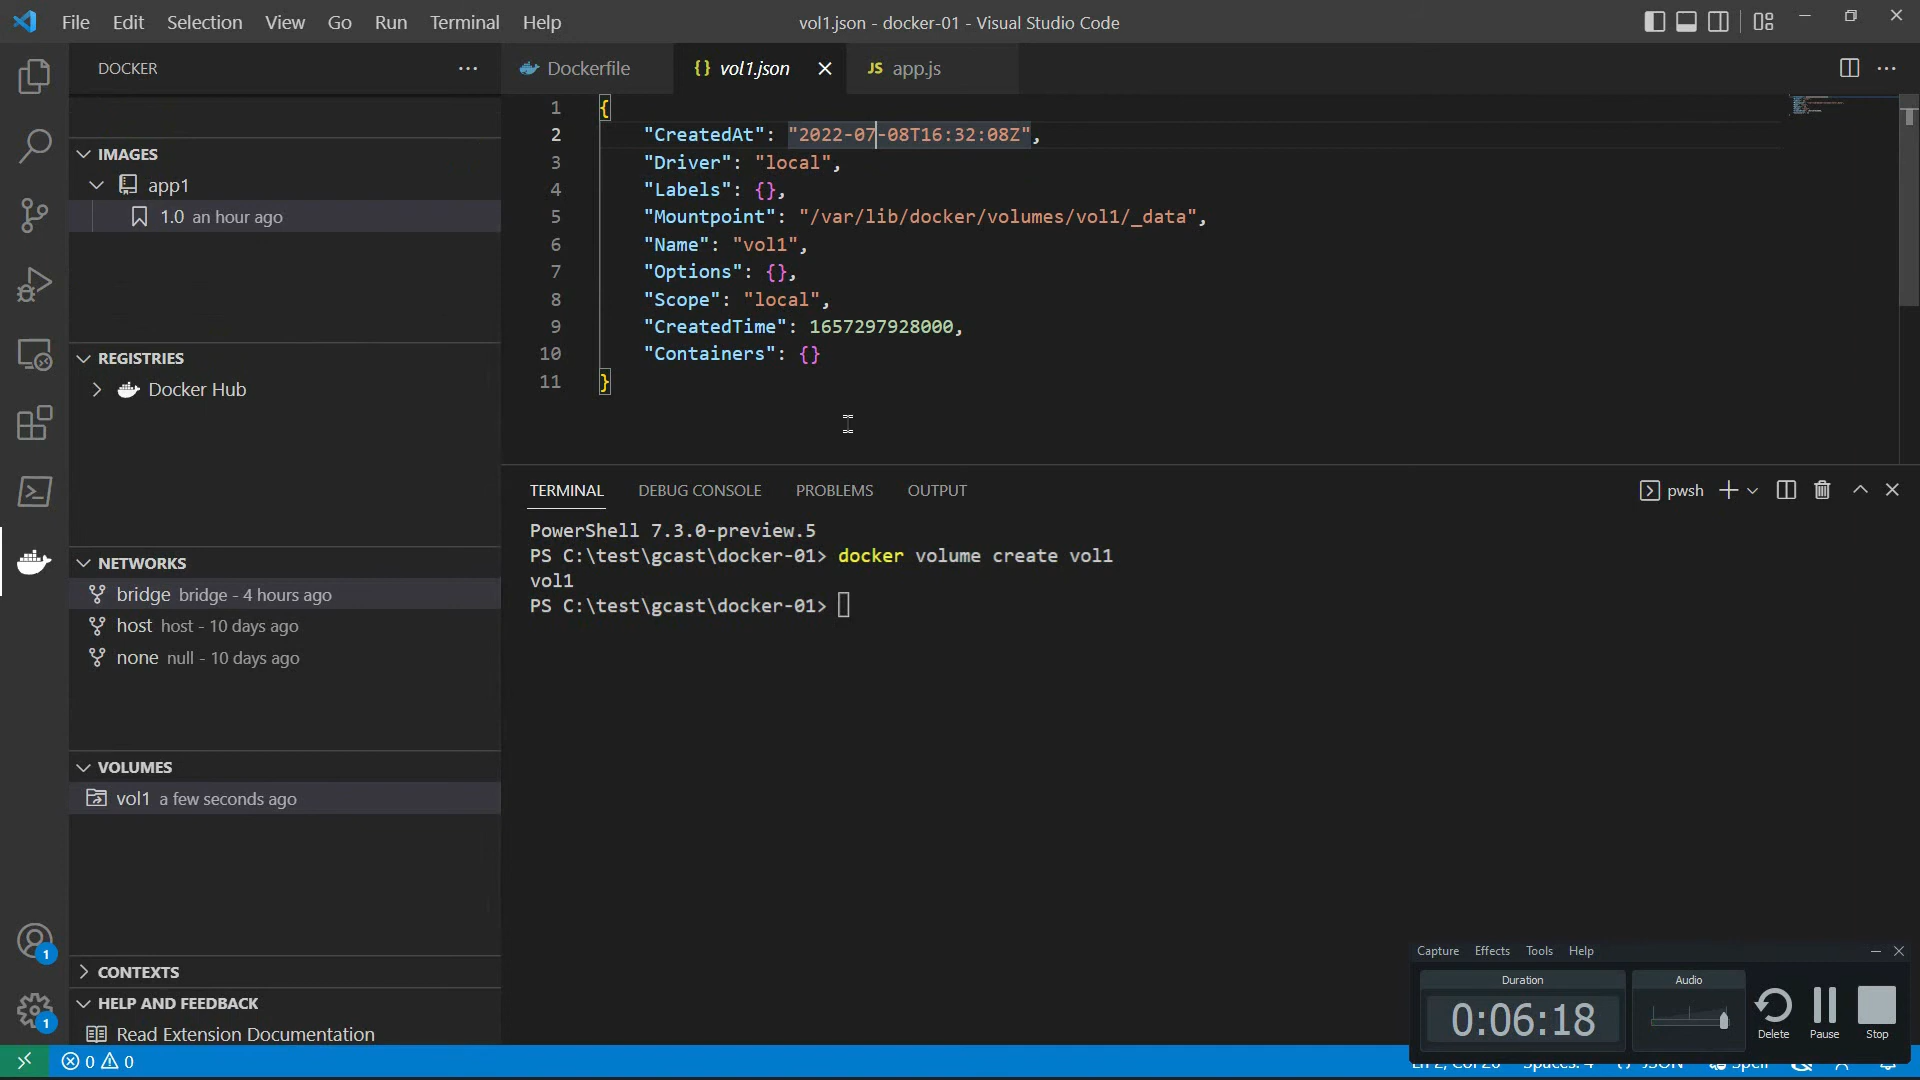 File Edit Selection View Go Run Terminal Help
vol1.json - docker-01 - Visual Studio Code
DOCKER
Dockerfile
{} vol1.json
JS app.js
IMAGES
app1
1.0 an hour ago
REGISTRIES
Docker Hub
NETWORKS
bridge bridge - 4 hours ago
host host - 10 days ago
none null - 10 days ago
VOLUMES
vol1 a few seconds ago
CONTEXTS
HELP AND FEEDBACK
Read Extension Documentation
1 {
2 "CreatedAt": "2022-07-08T16:32:08Z",
3 "Driver": "local",
4 "Labels": {},
5 "Mountpoint": "/var/lib/docker/volumes/vol1/_data",
6 "Name": "vol1",
7 "Options": {},
8 "Scope": "local",
9 "CreatedTime": 1657297928000,
10 "Containers": {}
11 }
TERMINAL DEBUG CONSOLE PROBLEMS OUTPUT
pwsh
PowerShell 7.3.0-preview.5
PS C:\test\gcast\docker-01> docker volume create vol1
vol1
PS C:\test\gcast\docker-01>
1
1
Capture Effects Tools Help
Duration
Audio
0:06:18
Delete Pause Stop
0 0